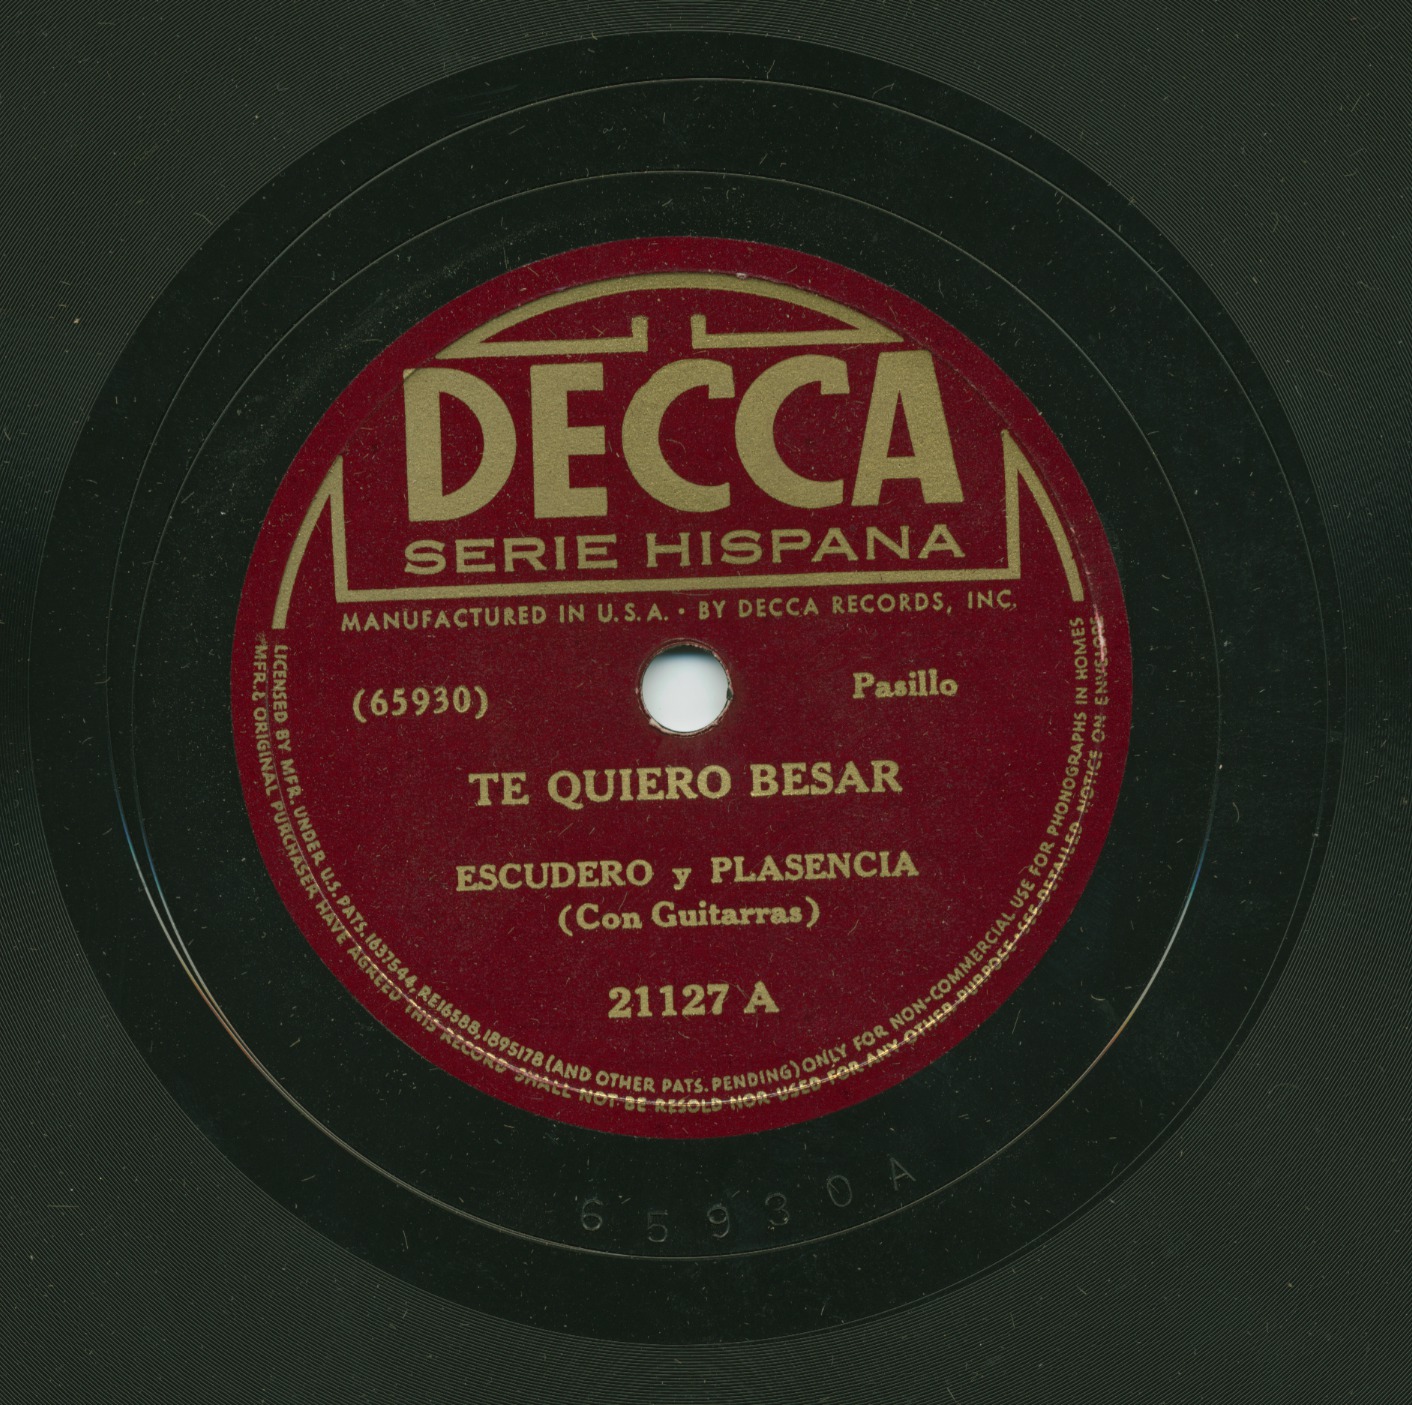 DECCA
SERIE HISPANA
MANUFACTURED IN U.S.A. • BY DECCA RECORDS, INC.
(65930)
Pasillo
TE QUIERO BESAR
ESCUDERO y PLASENCIA
(Con Guitarras)
21127 A
LICENSED BY MFR. UNDER U.S. PATS. 1637544, RE16588, 1895178 (AND OTHER PATS. PENDING) ONLY FOR NON-COMMERCIAL USE FOR PHONOGRAPHS IN HOMES
MFR. & ORIGINAL PURCHASER HAVE AGREED THIS RECORD SHALL NOT BE RESOLD NOR USED FOR ANY OTHER PURPOSE • SEE DETAILED NOTICE ON ENVELOPE
65930A